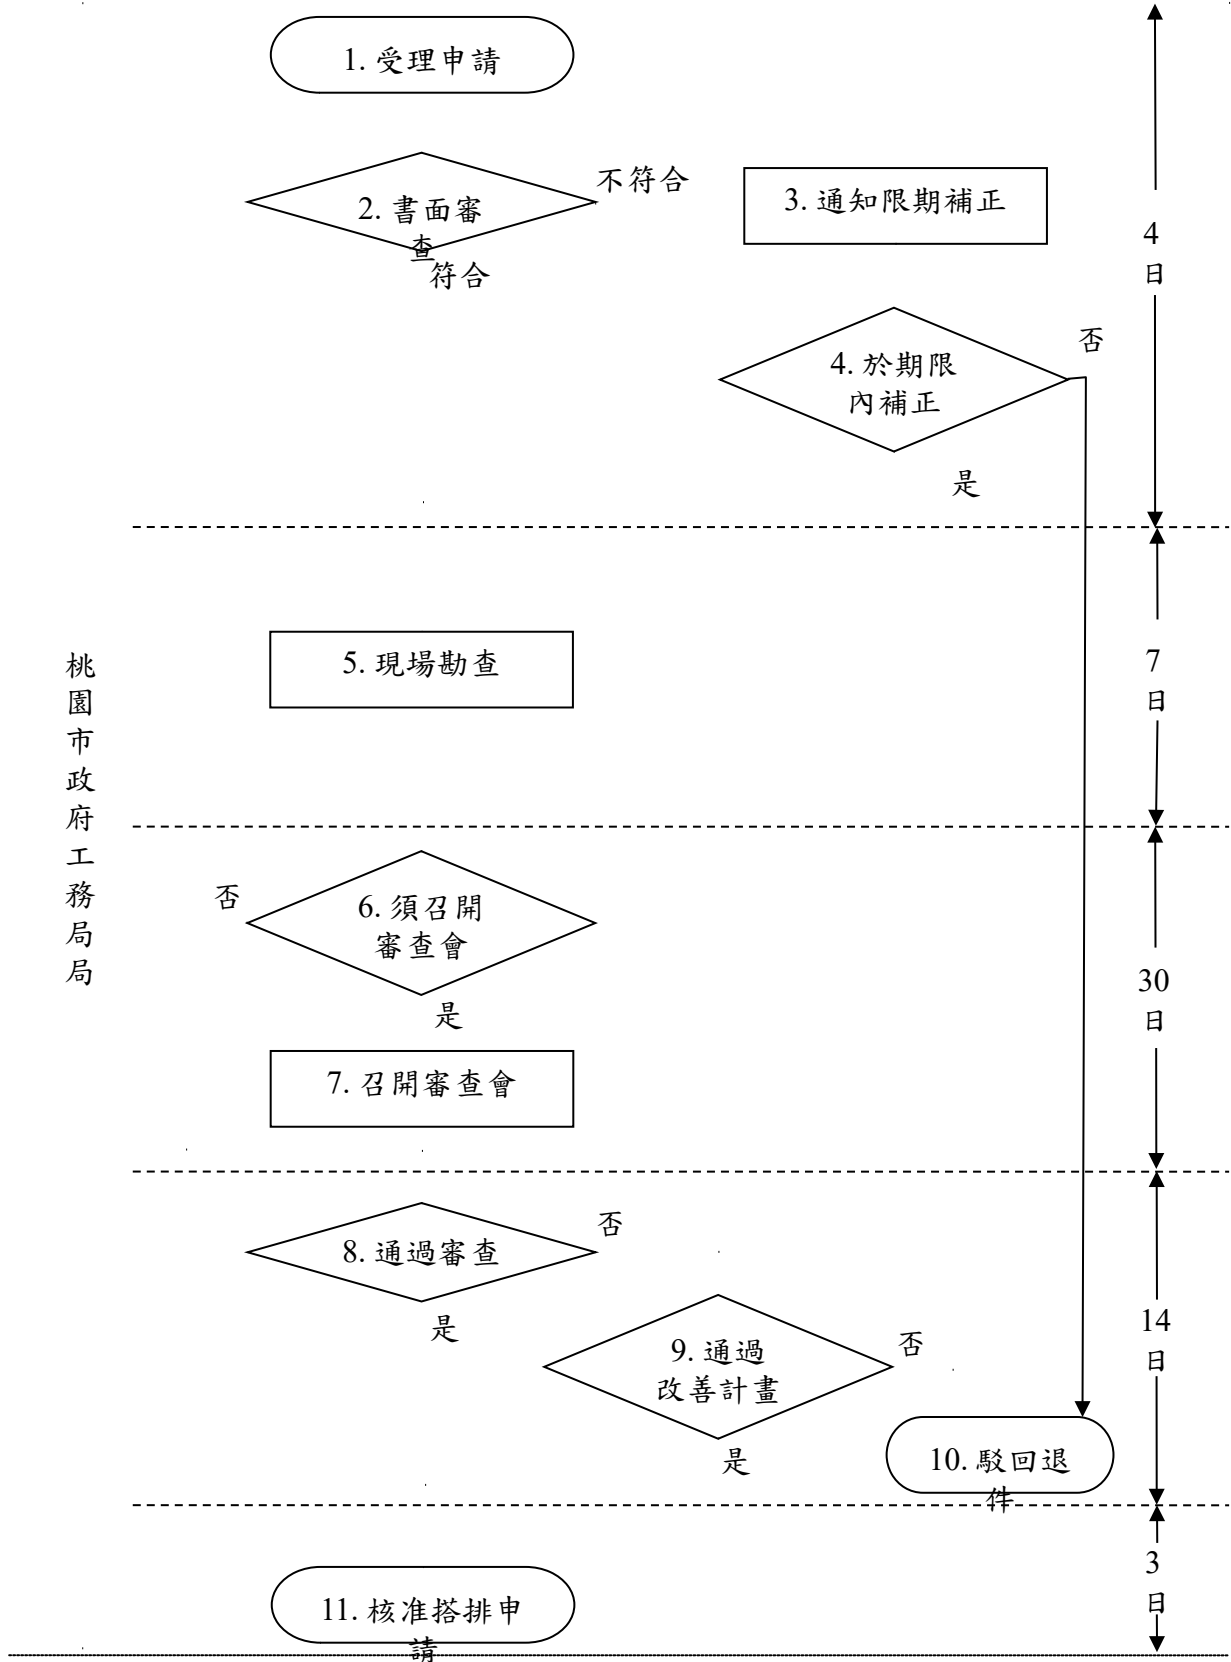 1. 受理申請
2. 書面審
查
不符合
符合
3. 通知限期補正
4. 於期限
內補正
否
是
4
日
5. 現場勘查
7
日
桃
園
市
政
府
工
務
局
局
6. 須召開
審查會
否
是
7. 召開審查會
30
日
8. 通過審查
否
是
9. 通過
改善計畫
否
是
10. 駁回退
件
14
日
11. 核准搭排申
請
3
日